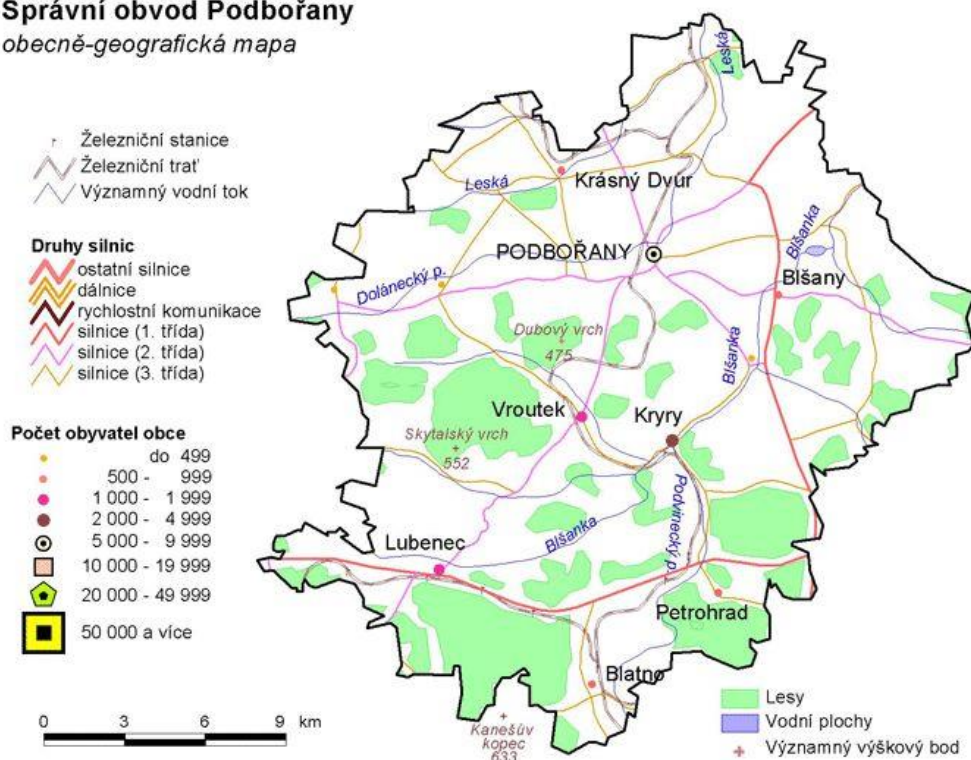 Správní obvod Podbořany
obecně-geografická mapa
Železniční stanice
Železniční trať
Významný vodní tok
Druhy silnic
ostatní silnice
dálnice
rychlostní komunikace
silnice (1. třída)
silnice (2. třída)
silnice (3. třída)
Počet obyvatel obce
do 499
500 - 999
1 000 - 1 999
2 000 - 4 999
5 000 - 9 999
10 000 - 19 999
20 000 - 49 999
50 000 a více
0 3 6 9 km
Leská
Leská
Krásný Dvůr
PODBOŘANY
Blšanka
Dolánecký p.
Blšany
Dubový vrch
475
Blšanka
Vroutek
Kryry
Skytalský vrch
552
Podvinecký p.
Blšanka
Lubenec
Petrohrad
Blatno
Kanešův
kopec
633
Lesy
Vodní plochy
Významný výškový bod